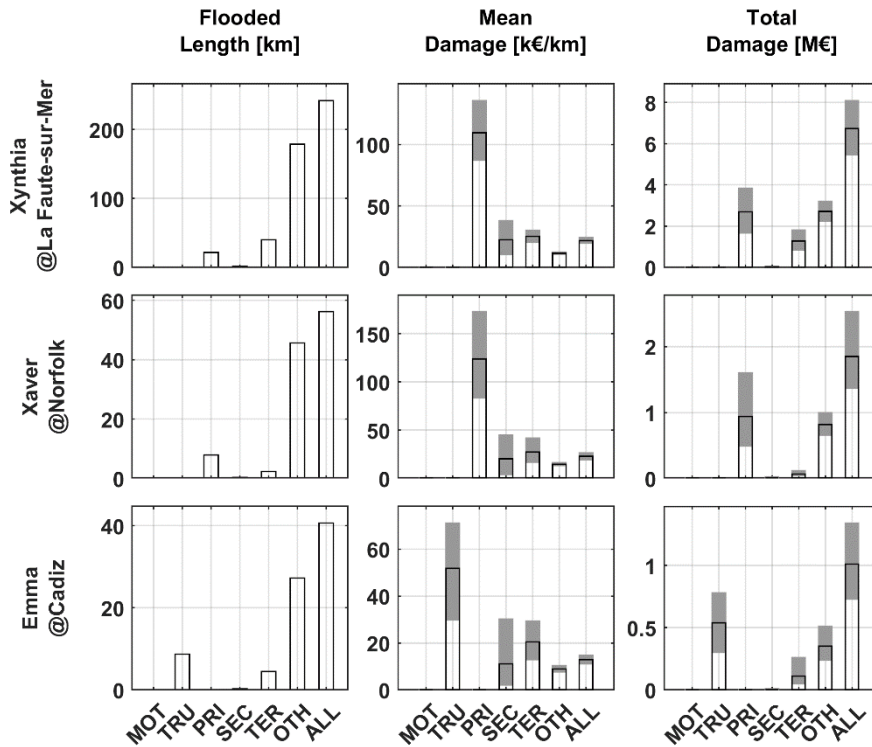 Flooded
Length [km]
Mean
Damage [k€/km]
Total
Damage [M€]
Xynthia
@La Faute-sur-Mer
200
100
0
100
50
0
8
6
4
2
0
Xaver
@Norfolk
60
40
20
0
150
100
50
0
2
1
0
Emma
@Cadiz
40
20
0
60
40
20
0
1
0.5
0
MOT
TRU
PRI
SEC
TER
OTH
ALL
MOT
TRU
PRI
SEC
TER
OTH
ALL
MOT
TRU
PRI
SEC
TER
OTH
ALL